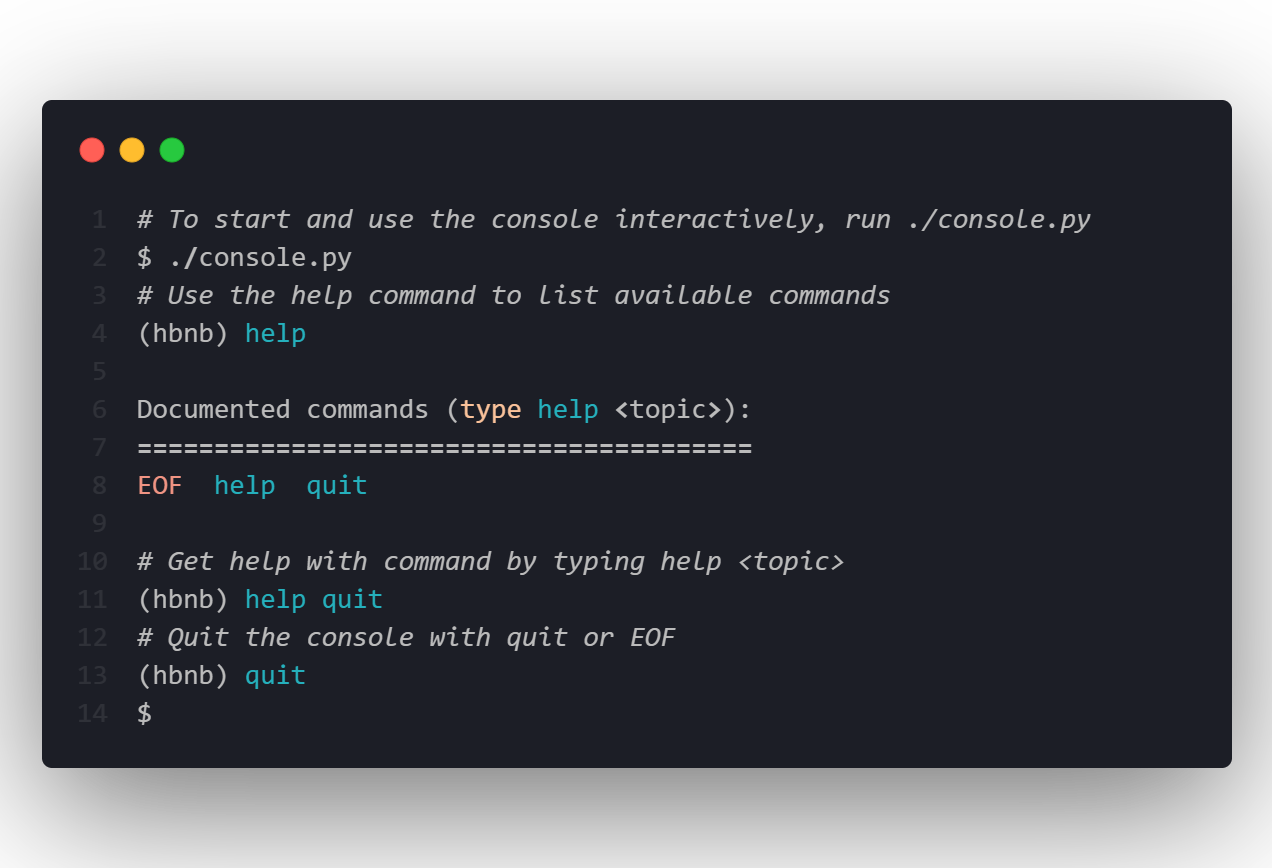 1 # To start and use the console interactively, run ./console.py
2 $ ./console.py
3 # Use the help command to list available commands
4 (hbnb) help
5
6 Documented commands (type help <topic>):
7 ========================================
8 EOF  help  quit
9
10 # Get help with command by typing help <topic>
11 (hbnb) help quit
12 # Quit the console with quit or EOF
13 (hbnb) quit
14 $